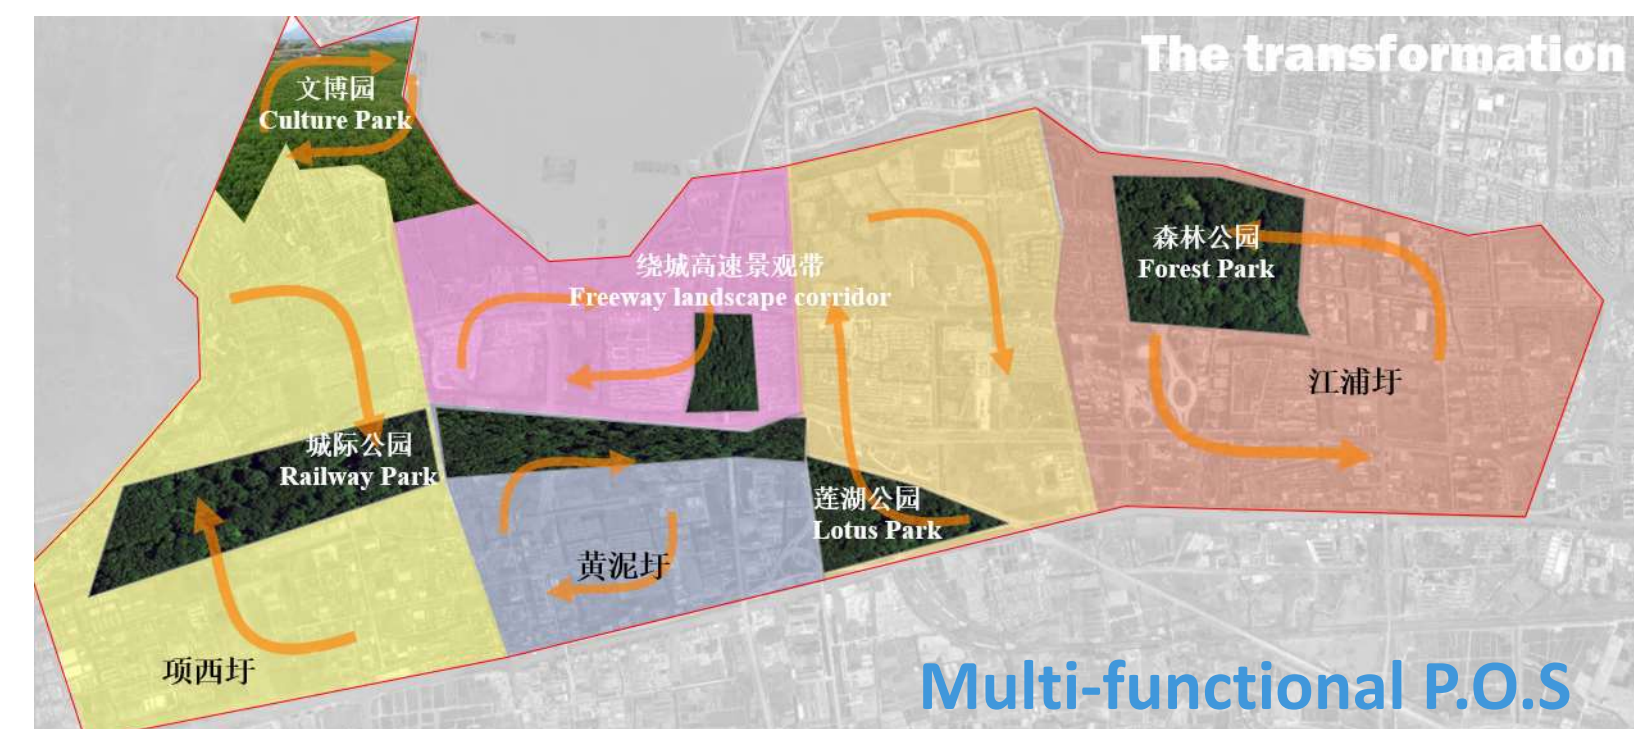 The transformation
文博园
Culture Park
绕城高速景观带
Freeway landscape corridor
森林公园
Forest Park
江浦圩
城际公园
Railway Park
莲湖公园
Lotus Park
黄泥圩
项西圩
Multi-functional P.O.S